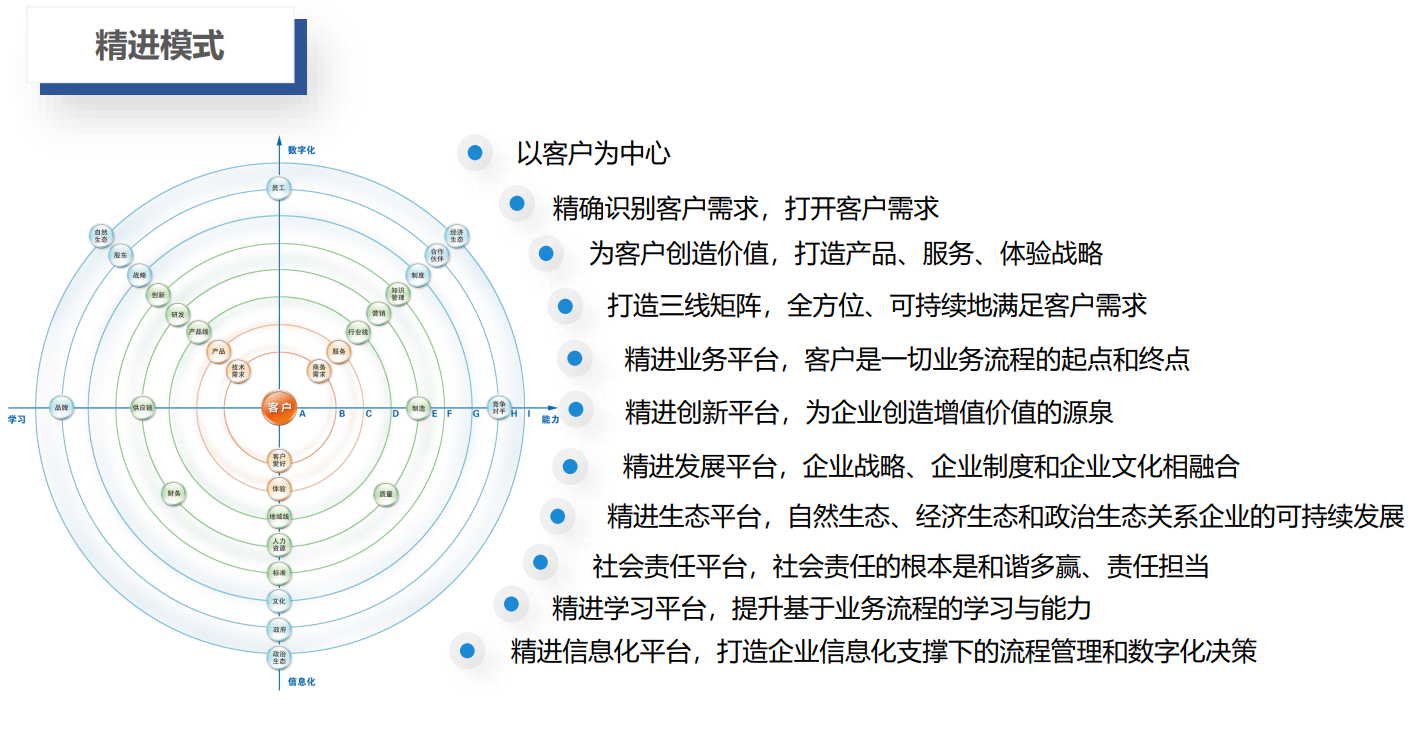 精进模式
数字化
员工
自然
生态
经济
生态
股东
合作
伙伴
战略
制度
创新
知识
管理
研发
营销
产品线
行业线
产品
服务
技术
需求
商务
需求
学习
品牌
供应链
客户
A
B
C
D
制造
E
F
G
竞争
对手
H
I
能力
客户
爱好
体验
财务
质量
地域线
人力
资源
标准
文化
政府
政治
生态
信息化
以客户为中心
精确识别客户需求，打开客户需求
为客户创造价值，打造产品、服务、体验战略
打造三线矩阵，全方位、可持续地满足客户需求
精进业务平台，客户是一切业务流程的起点和终点
精进创新平台，为企业创造增值价值的源泉
精进发展平台，企业战略、企业制度和企业文化相融合
精进生态平台，自然生态、经济生态和政治生态关系企业的可持续发展
社会责任平台，社会责任的根本是和谐多赢、责任担当
精进学习平台，提升基于业务流程的学习与能力
精进信息化平台，打造企业信息化支撑下的流程管理和数字化决策